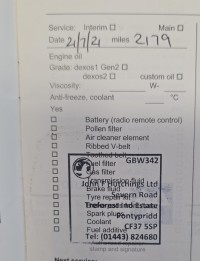 Service: Interim □ Main □
Date 21/7/21 miles 2179
Engine oil
Grade: dexos1 Gen2 □
dexos2 □ custom oil □
Viscosity: W-
Anti-freeze, coolant °C
Yes
□ Battery (radio remote control)
□ Pollen filter
□ Air cleaner element
□ Ribbed V-belt
□ Toothed belt
□ Fuel filter GBW342
□ Gas filter
□ Transmission fluid
John F Hutchings Ltd
□ Brake fluid
Severn Road
□ Tyre repair
Treforest Ind Estate
□ Spark plugs Pontypridd
□ Coolant CF37 5SP
□ Fuel additive
Tel: (01443) 824680
stamp and signature